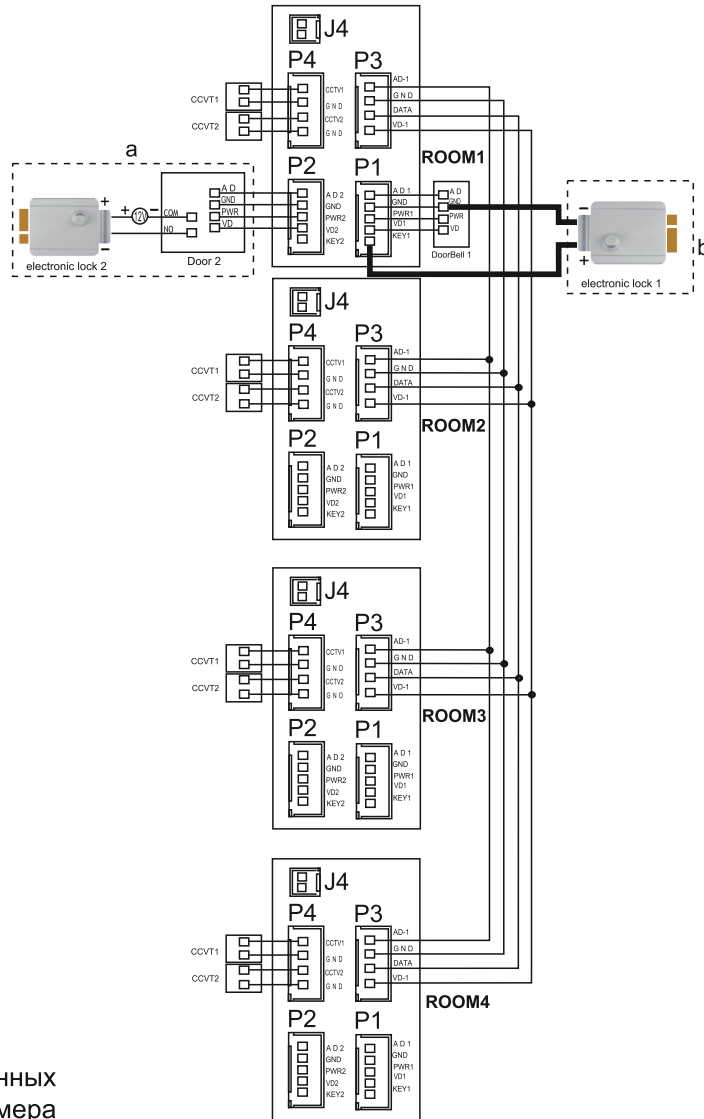 J4
P4 P3
CCTV1
G N D
CCTV2
G N D
AD-1
G N D
DATA
VD-1
CCVT1
CCVT2
ROOM1
a
P2 P1
A D 2
GND
PWR2
VD2
KEY2
A D 1
GND
PWR1
VD1
KEY1
A D
GND
PWR
VD
DoorBell 1
+
+ 12V −
−
COM
NO
A D
GND
PWR
VD
electronic lock 2
Door 2
−
+
electronic lock 1
b
J4
P4 P3
CCTV1
G N D
CCTV2
G N D
AD-1
G N D
DATA
VD-1
CCVT1
CCVT2
ROOM2
P2 P1
A D 2
GND
PWR2
VD2
KEY2
A D 1
GND
PWR1
VD1
KEY1
J4
P4 P3
CCTV1
G N D
CCTV2
G N D
AD-1
G N D
DATA
VD-1
CCVT1
CCVT2
ROOM3
P2 P1
A D 2
GND
PWR2
VD2
KEY2
A D 1
GND
PWR1
VD1
KEY1
J4
P4 P3
CCTV1
G N D
CCTV2
G N D
AD-1
G N D
DATA
VD-1
CCVT1
CCVT2
ROOM4
P2 P1
A D 2
GND
PWR2
VD2
KEY2
A D 1
GND
PWR1
VD1
KEY1
нных
мера